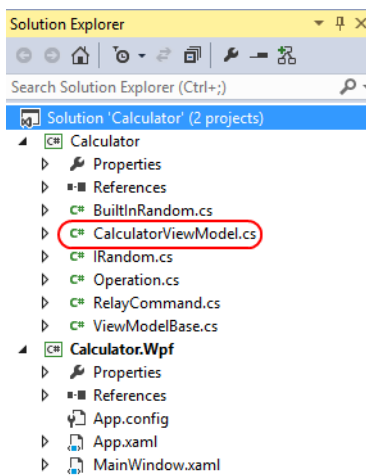 Solution Explorer
Search Solution Explorer (Ctrl+;)
Solution 'Calculator' (2 projects)
C# Calculator
Properties
References
C# BuiltInRandom.cs
C# CalculatorViewModel.cs
C# IRandom.cs
C# Operation.cs
C# RelayCommand.cs
C# ViewModelBase.cs
C# Calculator.Wpf
Properties
References
App.config
App.xaml
MainWindow.xaml